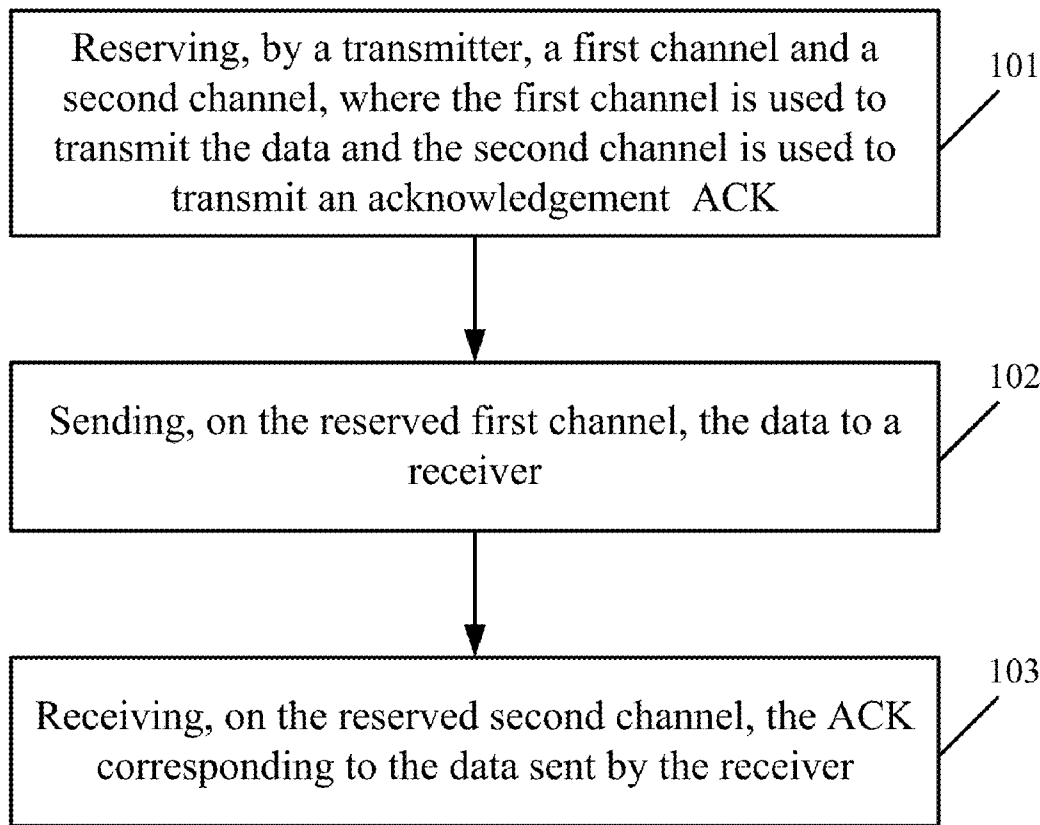 Reserving, by a transmitter, a first channel and a
second channel, where the first channel is used to
transmit the data and the second channel is used to
transmit an acknowledgement ACK
101
Sending, on the reserved first channel, the data to a
receiver
102
Receiving, on the reserved second channel, the ACK
corresponding to the data sent by the receiver
103